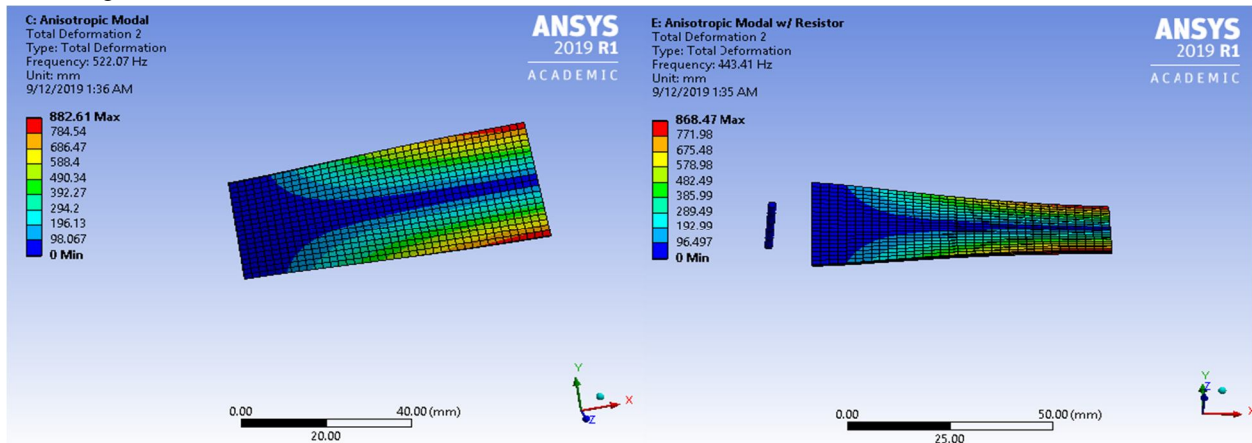 C: Anisotropic Modal
Total Deformation 2
Type: Total Deformation
Frequency: 522.07 Hz
Unit: mm
9/12/2019 1:36 AM
882.61 Max
784.54
686.47
588.4
490.34
392.27
294.2
196.13
98.067
0 Min
ANSYS
2019 R1
ACADEMIC
Y
X
Z
0.00
40.00 (mm)
20.00
E: Anisotropic Modal w/ Resistor
Total Deformation 2
Type: Total Deformation
Frequency: 443.41 Hz
Unit: mm
9/12/2019 1:35 AM
868.47 Max
771.98
675.48
578.98
482.49
385.99
289.49
192.99
96.497
0 Min
ANSYS
2019 R1
ACADEMIC
Y
Z
X
0.00
50.00 (mm)
25.00